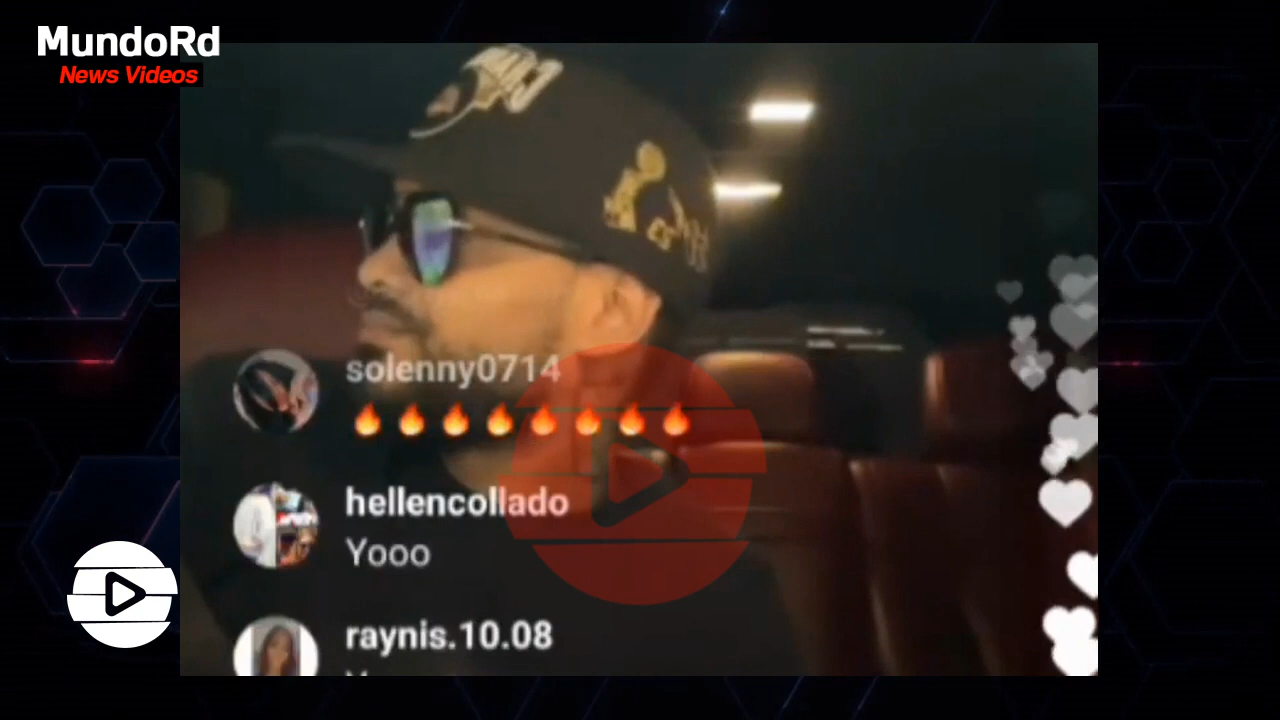 MundoRd
News Videos
solenny0714
🔥🔥🔥🔥🔥🔥🔥🔥
hellencollado
Yooo
raynis.10.08